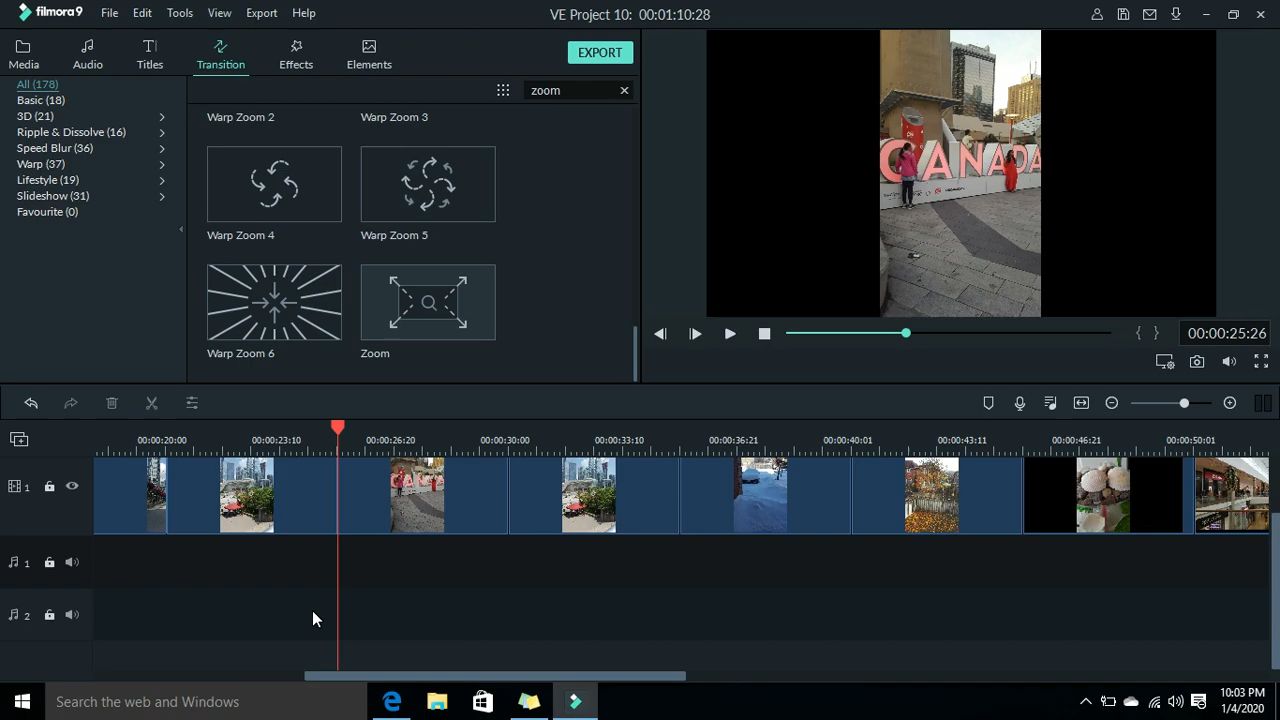 filmora9 File Edit Tools View Export Help VE Project 10: 00:01:10:28
Media Audio Titles Transition Effects Elements EXPORT
All (178)
Basic (18)
3D (21)
Ripple & Dissolve (16)
Speed Blur (36)
Warp (37)
Lifestyle (19)
Slideshow (31)
Favourite (0)
zoom
Warp Zoom 2 Warp Zoom 3
Warp Zoom 4 Warp Zoom 5
Warp Zoom 6 Zoom
CANADA
{ } 00:00:25:26
00:00:20:00 00:00:23:10 00:00:26:20 00:00:30:00 00:00:33:10 00:00:36:21 00:00:40:01 00:00:43:11 00:00:46:21 00:00:50:01
1
1
2
Search the web and Windows
10:03 PM
1/4/2020